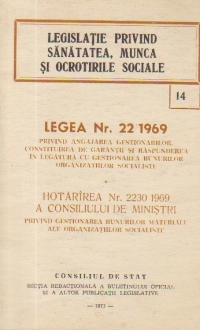 LEGISLAȚIE PRIVIND
SĂNĂTATEA, MUNCA
ȘI OCROTIRILE SOCIALE
14
LEGEA Nr. 22 1969
PRIVIND ANGAJAREA GESTIONARILOR,
CONSTITUIREA DE GARANȚII ȘI RĂSPUNDEREA
ÎN LEGĂTURĂ CU GESTIONAREA BUNURILOR
ORGANIZAȚIILOR SOCIALISTE
HOTĂRÎREA Nr. 2230 1969
A CONSILIULUI DE MINIȘTRI
PRIVIND GESTIONAREA BUNURILOR MATERIALE
ALE ORGANIZAȚIILOR SOCIALISTE
CONSILIUL DE STAT
SECȚIA REDACȚIONALĂ A BULETINULUI OFICIAL
ȘI A ALTOR PUBLICAȚII LEGISLATIVE